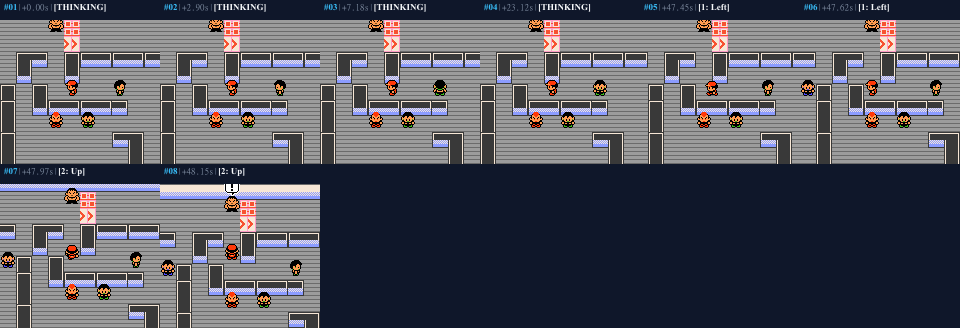 #01|+0.00s| [THINKING]
#02|+2.90s| [THINKING]
#03|+7.18s| [THINKING]
#04|+23.12s| [THINKING]
#05|+47.45s| [1: Left]
#06|+47.62s| [1: Left]
#07|+47.97s| [2: Up]
#08|+48.15s| [2: Up]
!